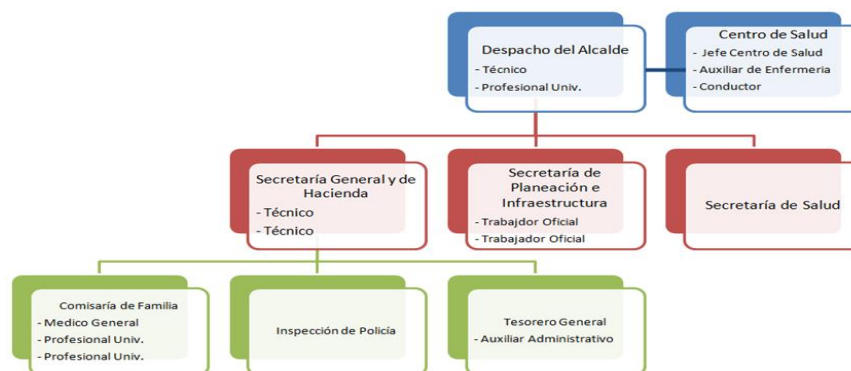 Despacho del Alcalde
- Técnico
- Profesional Univ.
Centro de Salud
- Jefe Centro de Salud
- Auxiliar de Enfermeria
- Conductor
Secretaría General y de
Hacienda
- Técnico
- Técnico
Secretaría de
Planeación e
Infraestructura
- Trabajdor Oficial
- Trabajador Oficial
Secretaría de Salud
Comisaría de Familia
- Medico General
- Profesional Univ.
- Profesional Univ.
Inspección de Policía
Tesorero General
- Auxiliar Administrativo